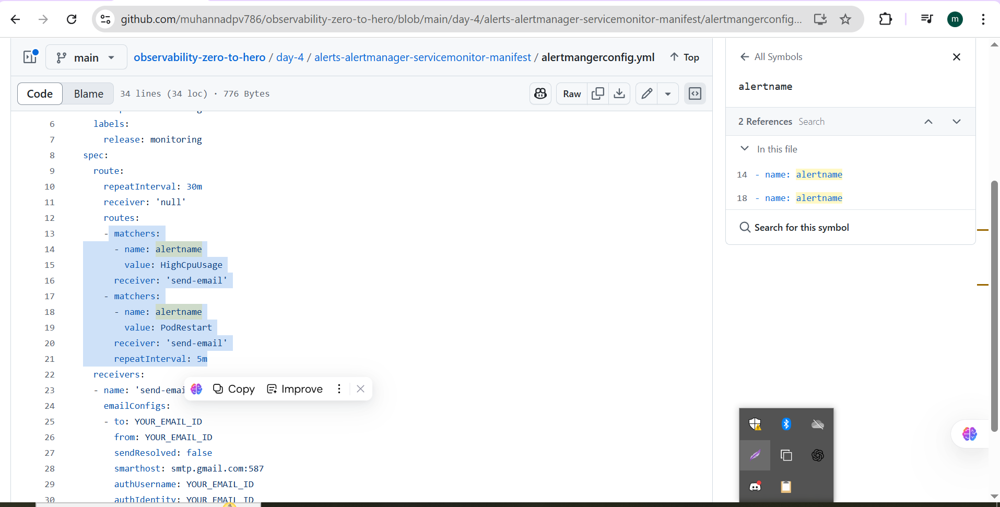 github.com/muhannadpv786/observability-zero-to-hero/blob/main/day-4/alerts-alertmanager-servicemonitor-manifest/alertmangerconfig...
m
main
observability-zero-to-hero / day-4 / alerts-alertmanager-servicemonitor-manifest / alertmangerconfig.yml
Top
Code
Blame
34 lines (34 loc) · 776 Bytes
Raw
6 labels:
7 release: monitoring
8 spec:
9 route:
10 repeatInterval: 30m
11 receiver: 'null'
12 routes:
13 - matchers:
14 - name: alertname
15 value: HighCpuUsage
16 receiver: 'send-email'
17 - matchers:
18 - name: alertname
19 value: PodRestart
20 receiver: 'send-email'
21 repeatInterval: 5m
22 receivers:
23 - name: 'send-emai
Copy
Improve
24 emailConfigs:
25 - to: YOUR_EMAIL_ID
26 from: YOUR_EMAIL_ID
27 sendResolved: false
28 smarthost: smtp.gmail.com:587
29 authUsername: YOUR_EMAIL_ID
30 authIdentity: YOUR_EMAIL_ID
All Symbols
alertname
2 References Search
In this file
14 - name: alertname
18 - name: alertname
Search for this symbol